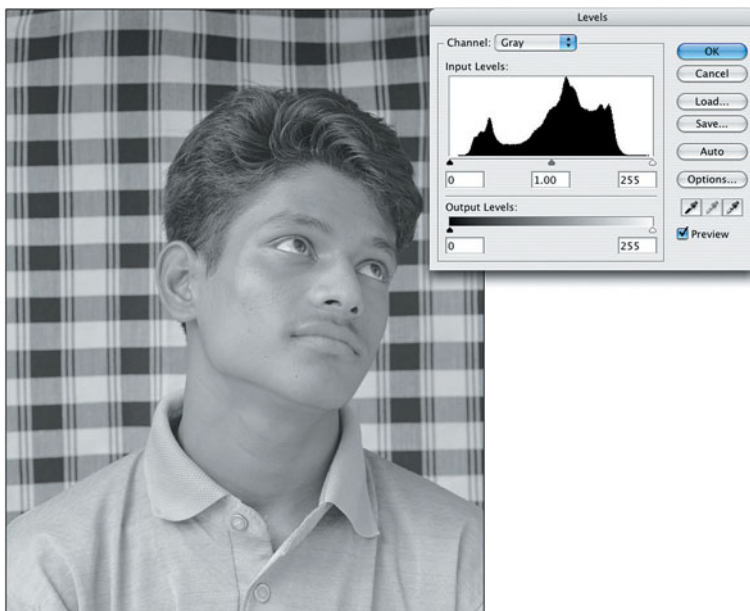 Levels
Channel: Gray
OK
Input Levels:
Cancel
Load...
Save...
Auto
0 1.00 255
Options...
Output Levels:
Preview
0 255